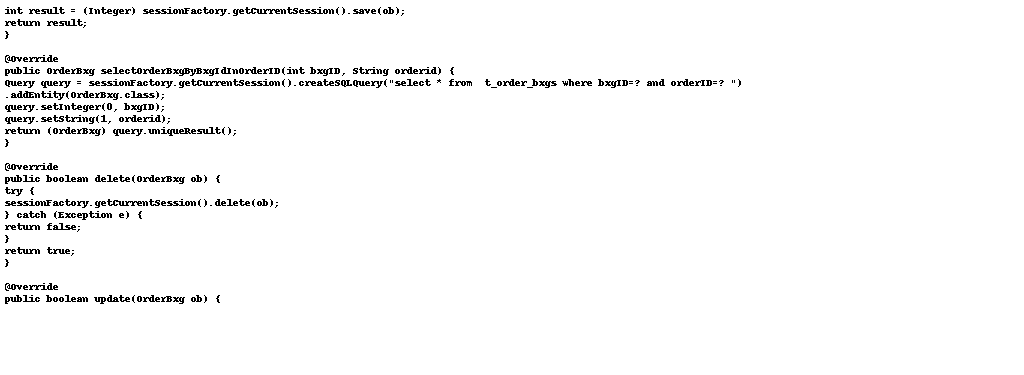 int result = (Integer) sessionFactory.getCurrentSession().save(ob);
return result;
}

@Override
public OrderBxg selectOrderBxgByBxgIdInOrderID(int bxgID, String orderid) {
Query query = sessionFactory.getCurrentSession().createSQLQuery("select * from  t_order_bxgs where bxgID=? and orderID=? ")
.addEntity(OrderBxg.class);
query.setInteger(0, bxgID);
query.setString(1, orderid);
return (OrderBxg) query.uniqueResult();
}

@Override
public boolean delete(OrderBxg ob) {
try {
sessionFactory.getCurrentSession().delete(ob);
} catch (Exception e) {
return false;
}
return true;
}

@Override
public boolean update(OrderBxg ob) {